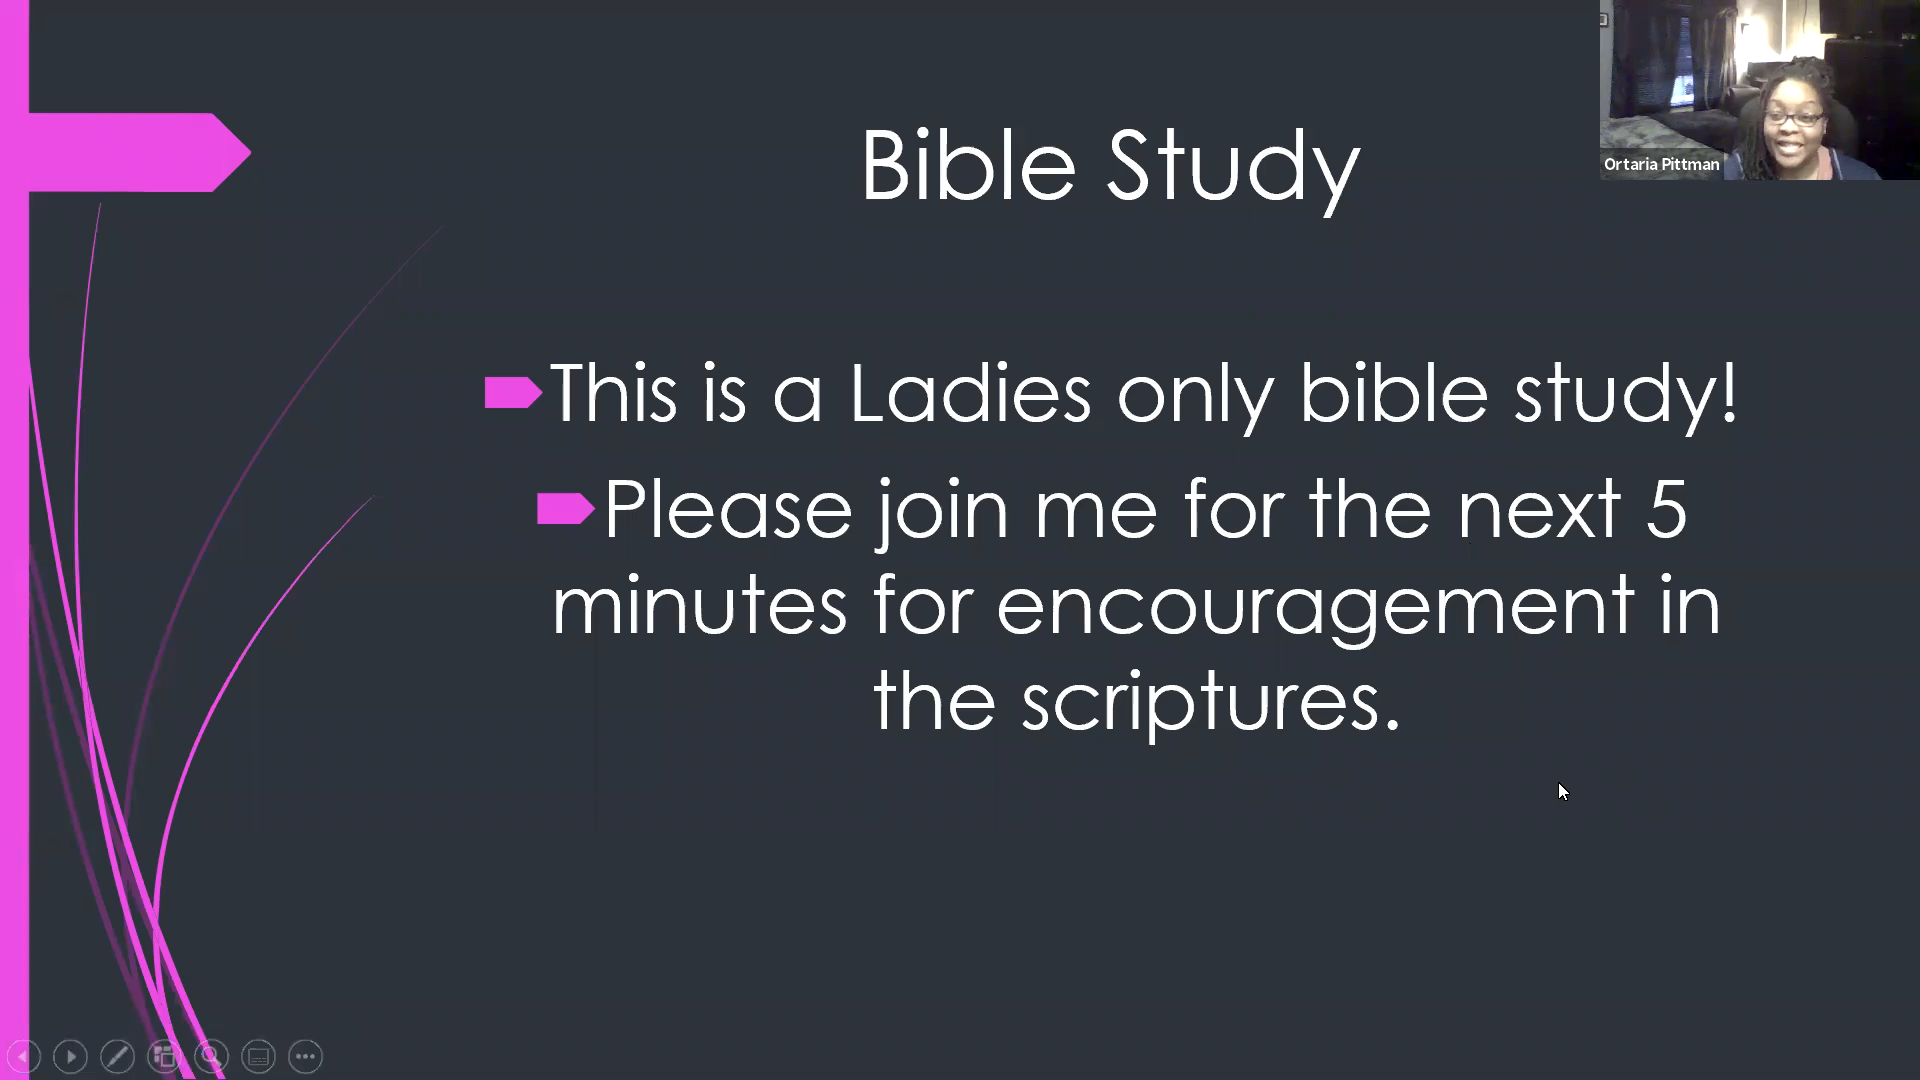 Bible Study
Ortaria Pittman
This is a Ladies only bible study!
Please join me for the next 5
minutes for encouragement in
the scriptures.